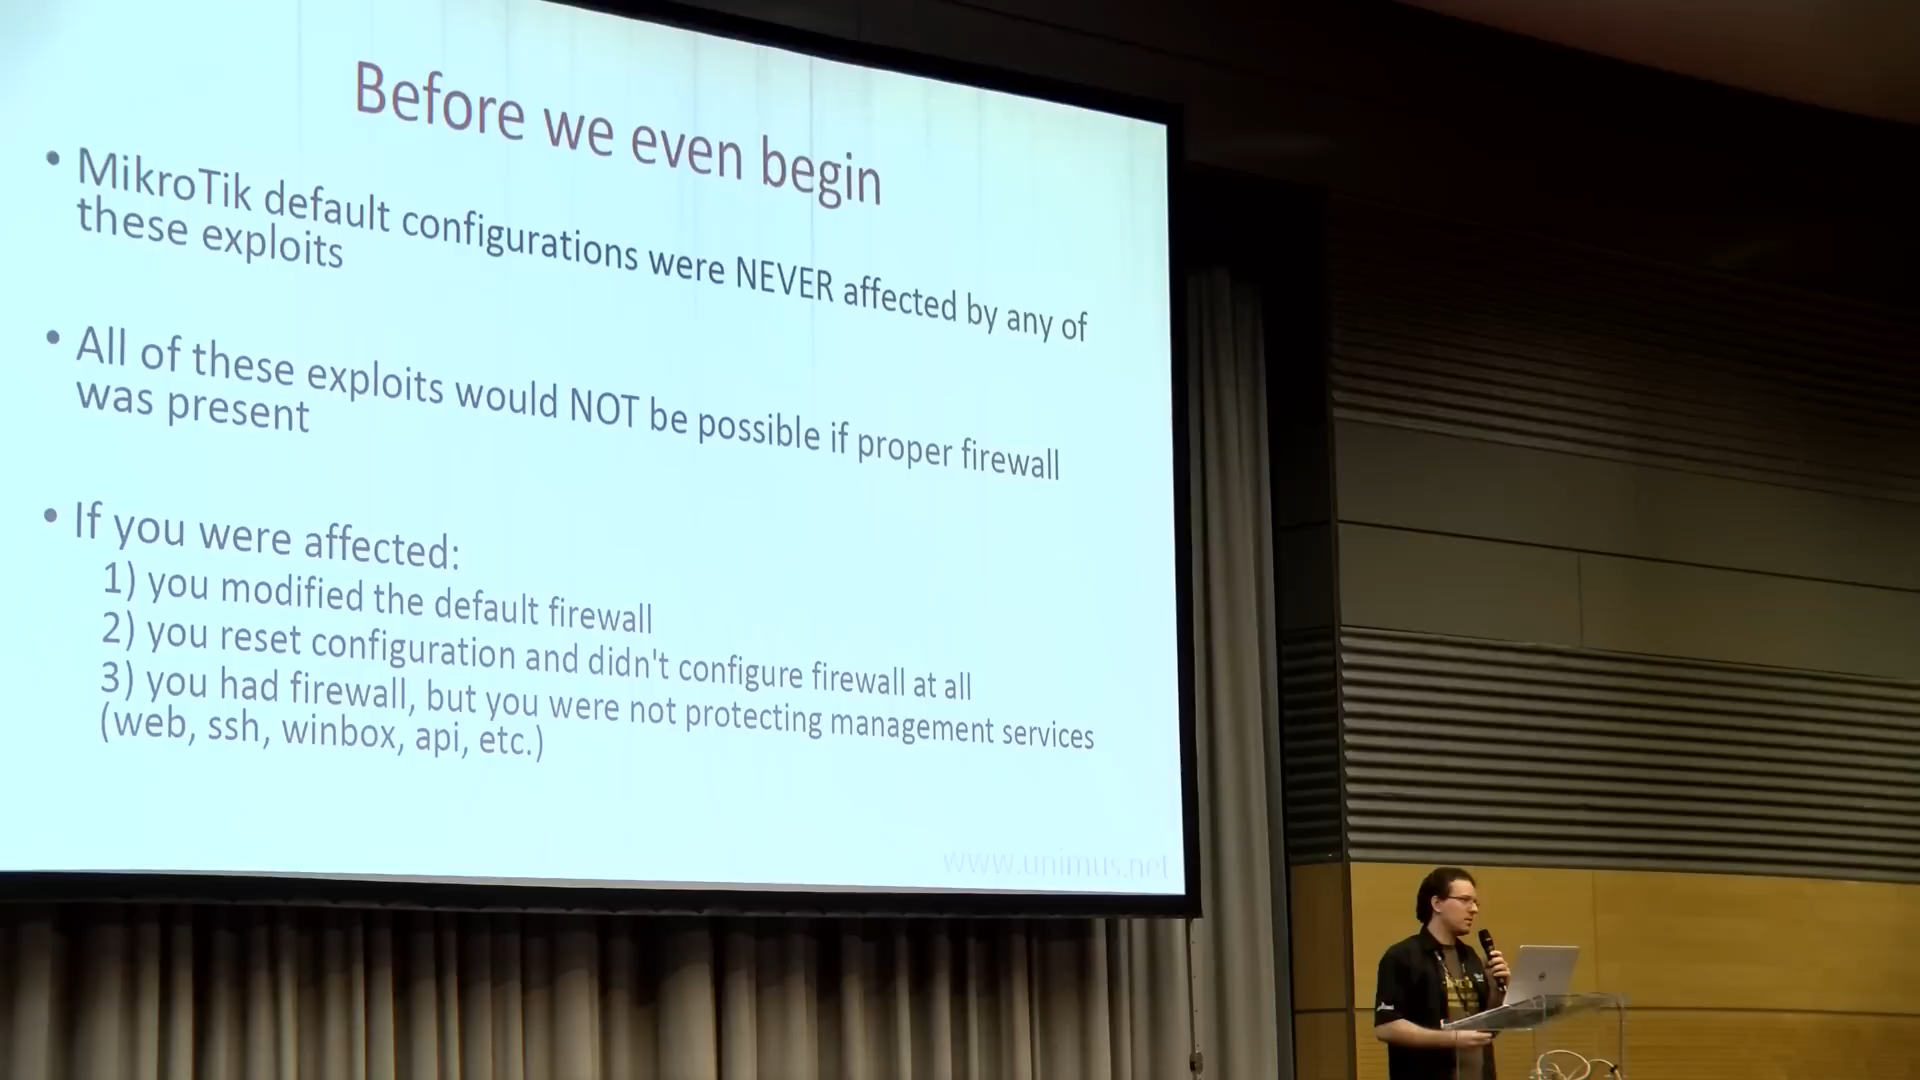 Before we even begin
• MikroTik default configurations were NEVER affected by any of
these exploits
• All of these exploits would NOT be possible if proper firewall
was present
• If you were affected:
1) you modified the default firewall
2) you reset configuration and didn't configure firewall at all
3) you had firewall, but you were not protecting management services
(web, ssh, winbox, api, etc.)
www.unimus.net